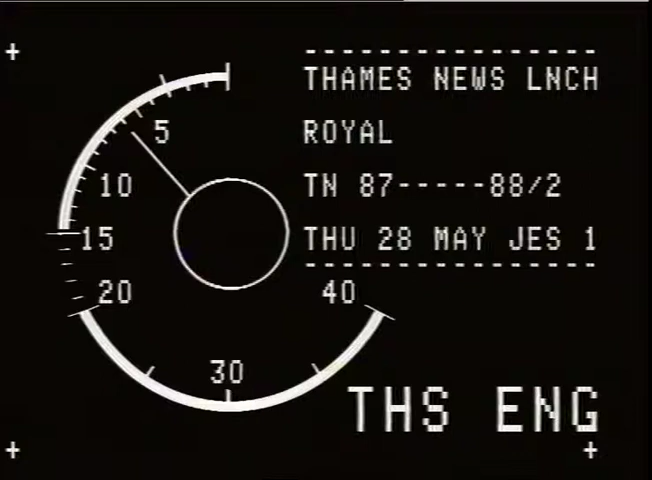 THAMES NEWS LNCH
ROYAL
TN 87-----88/2
THU 28 MAY JES 1
5
10
15
20
30
40
THS ENG